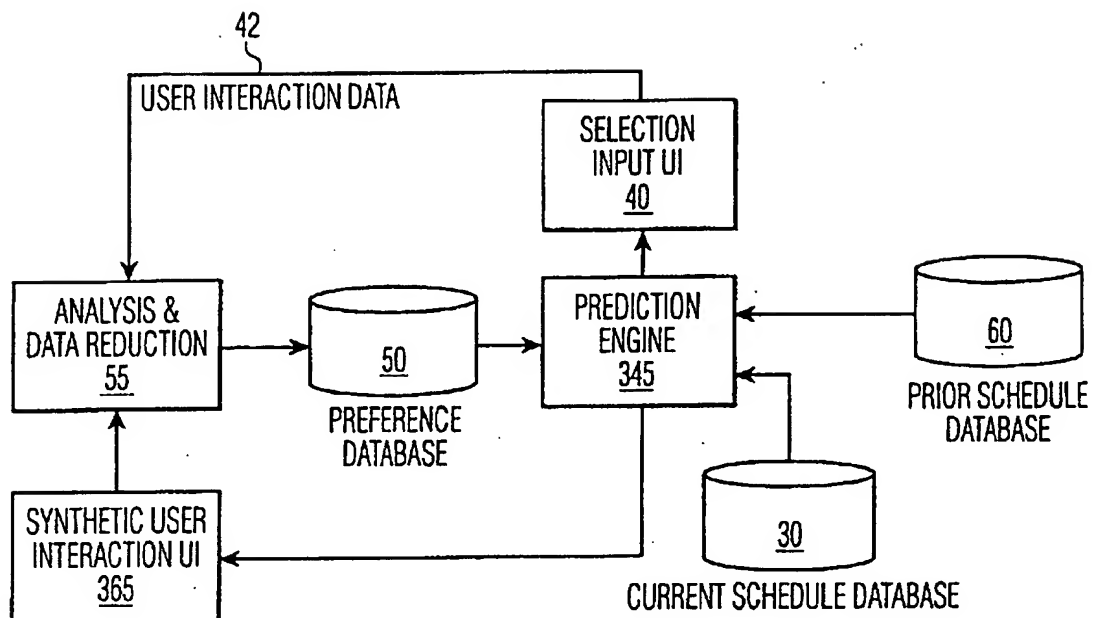 42
USER INTERACTION DATA
SELECTION
INPUT UI
40
ANALYSIS &
DATA REDUCTION
55
50
PREFERENCE
DATABASE
PREDICTION
ENGINE
345
60
PRIOR SCHEDULE
DATABASE
SYNTHETIC USER
INTERACTION UI
365
30
CURRENT SCHEDULE DATABASE